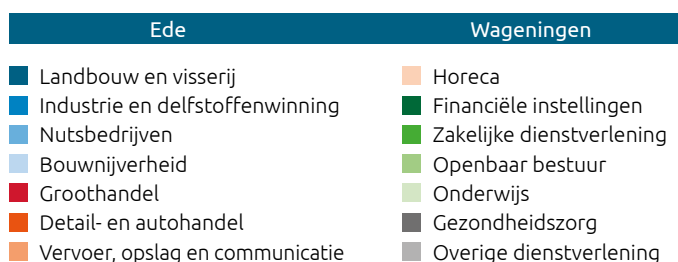 Ede Wageningen
Landbouw en visserij
Industrie en delfstoffenwinning
Nutsbedrijven
Bouwnijverheid
Groothandel
Detail- en autohandel
Vervoer, opslag en communicatie
Horeca
Financiële instellingen
Zakelijke dienstverlening
Openbaar bestuur
Onderwijs
Gezondheidszorg
Overige dienstverlening